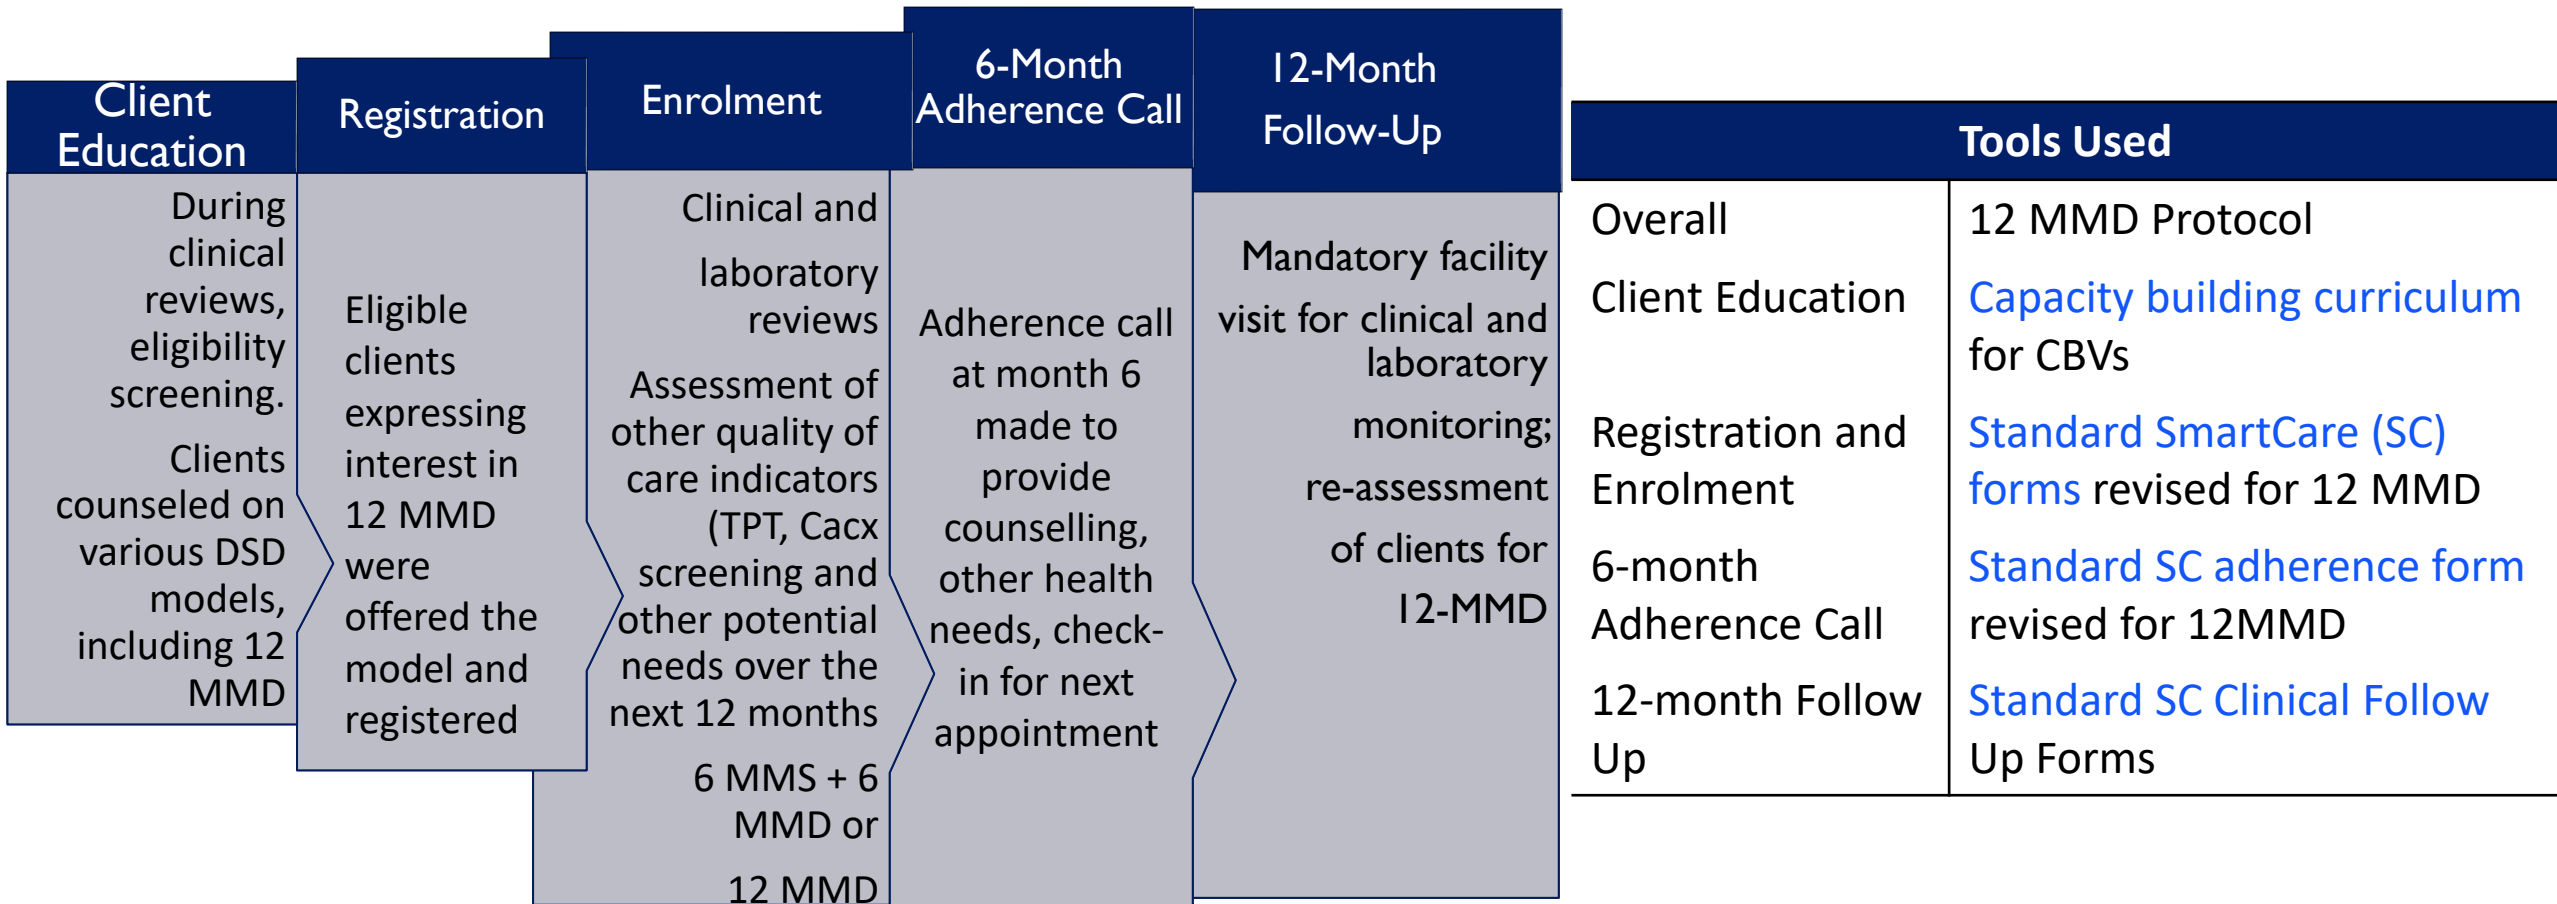 Client
Education
During
clinical
reviews,
eligibility
screening.
Clients
counseled on
various DSD
models,
including 12
MMD
Registration
Eligible
clients
expressing
interest in
12 MMD
were
offered the
model and
registered
Enrolment
Clinical and
laboratory
reviews
Assessment of
other quality of
care indicators
(TPT, Cacx
screening and
other potential
needs over the
next 12 months
6 MMS + 6
MMD or
12 MMD
6-Month
Adherence Call
Adherence call
at month 6
made to
provide
counselling,
other health
needs, check-
in for next
appointment
12-Month
Follow-Up
Mandatory facility
visit for clinical and
laboratory
monitoring;
re-assessment
of clients for
12-MMD
Tools Used
Overall
12 MMD Protocol
Client Education
Capacity building curriculum
for CBVs
Registration and
Enrolment
Standard SmartCare (SC)
forms revised for 12 MMD
6-month
Adherence Call
Standard SC adherence form
revised for 12MMD
12-month Follow
Up
Standard SC Clinical Follow
Up Forms